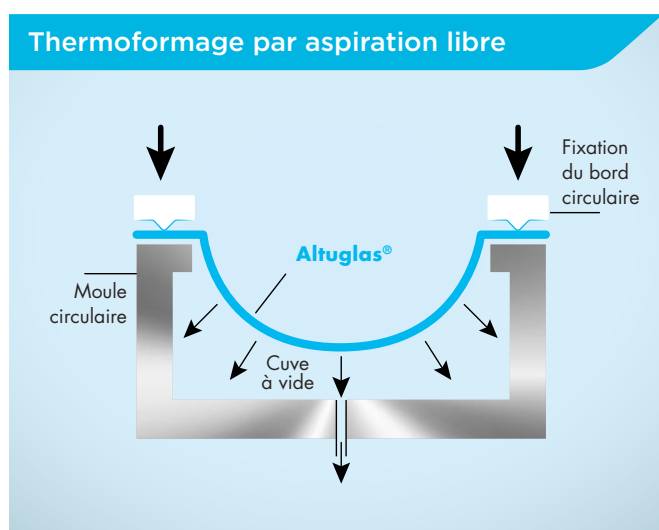 Thermoformage par aspiration libre
Fixation
du bord
circulaire
Altuglas®
Moule
circulaire
Cuve
à vide